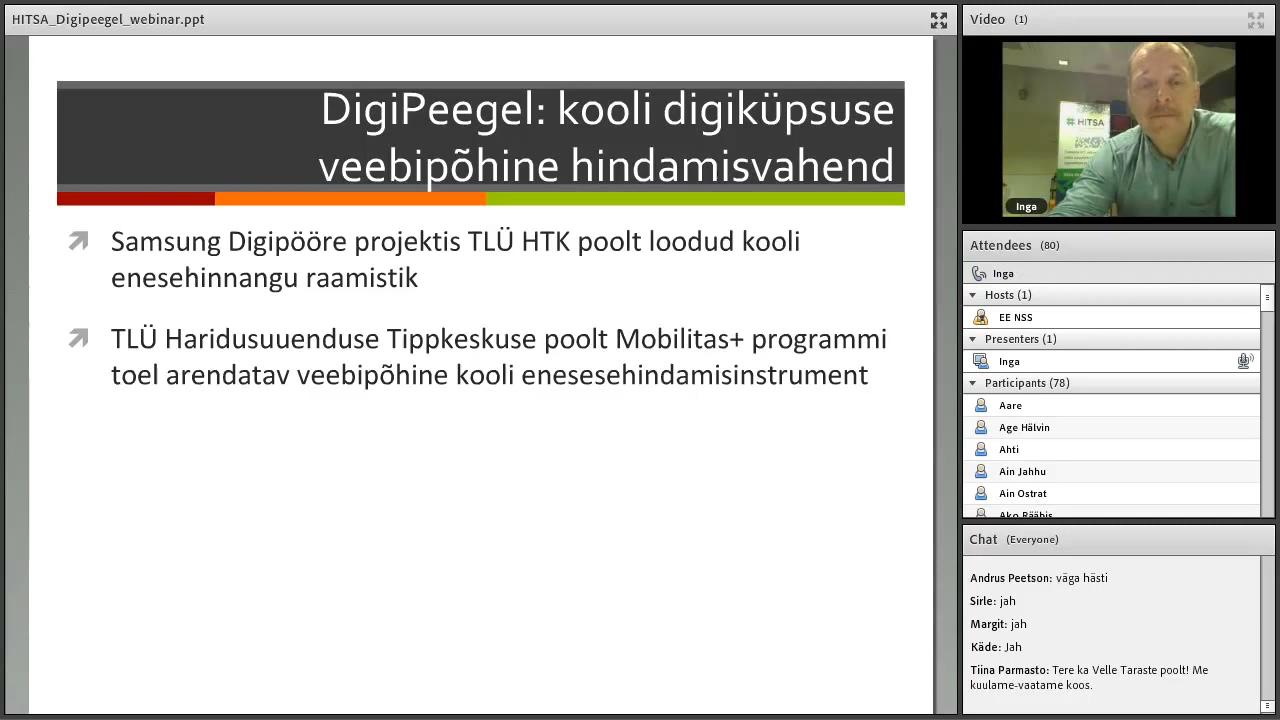 HITSA_Digipeegel_webinar.ppt
DigiPeegel: kooli digiküpsuse
veebipõhine hindamisvahend
Samsung Digipööre projektis TLÜ HTK poolt loodud kooli
enesehinnangu raamistik
TLÜ Haridusuuenduse Tippkeskuse poolt Mobilitas+ programmi
toel arendatav veebipõhine kooli enesesehindamisinstrument
Video (1)
HITSA
Inga
Attendees (80)
Inga
Hosts (1)
EE NSS
Presenters (1)
Inga
Participants (78)
Aare
Age Hälvin
Ahti
Ain Jahhu
Ain Ostrat
Ako Rääbis
Chat (Everyone)
Andrus Peetson: väga hästi
Sirle: jah
Margit: jah
Käde: Jah
Tiina Parmasto: Tere ka Velle Taraste poolt! Me
kuulame-vaatame koos.